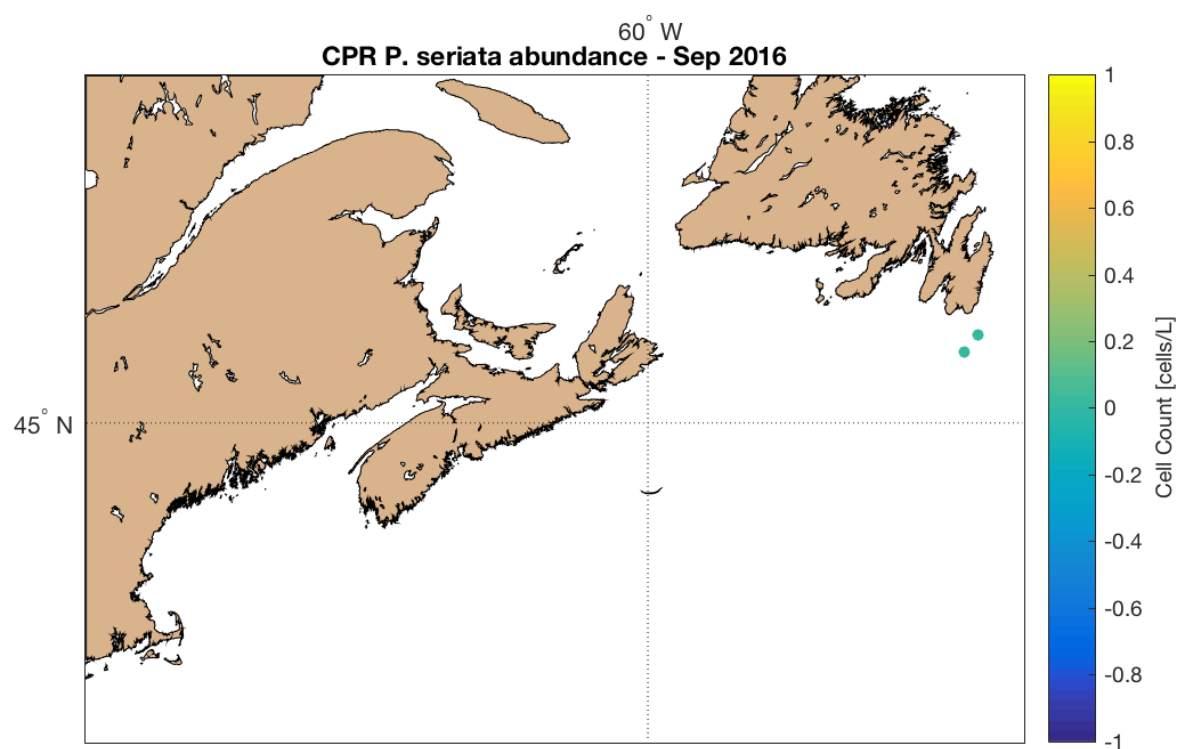 60° W
CPR P. seriata abundance - Sep 2016
45° N
1
0.8
0.6
0.4
0.2
0
-0.2
-0.4
-0.6
-0.8
-1
Cell Count [cells/L]